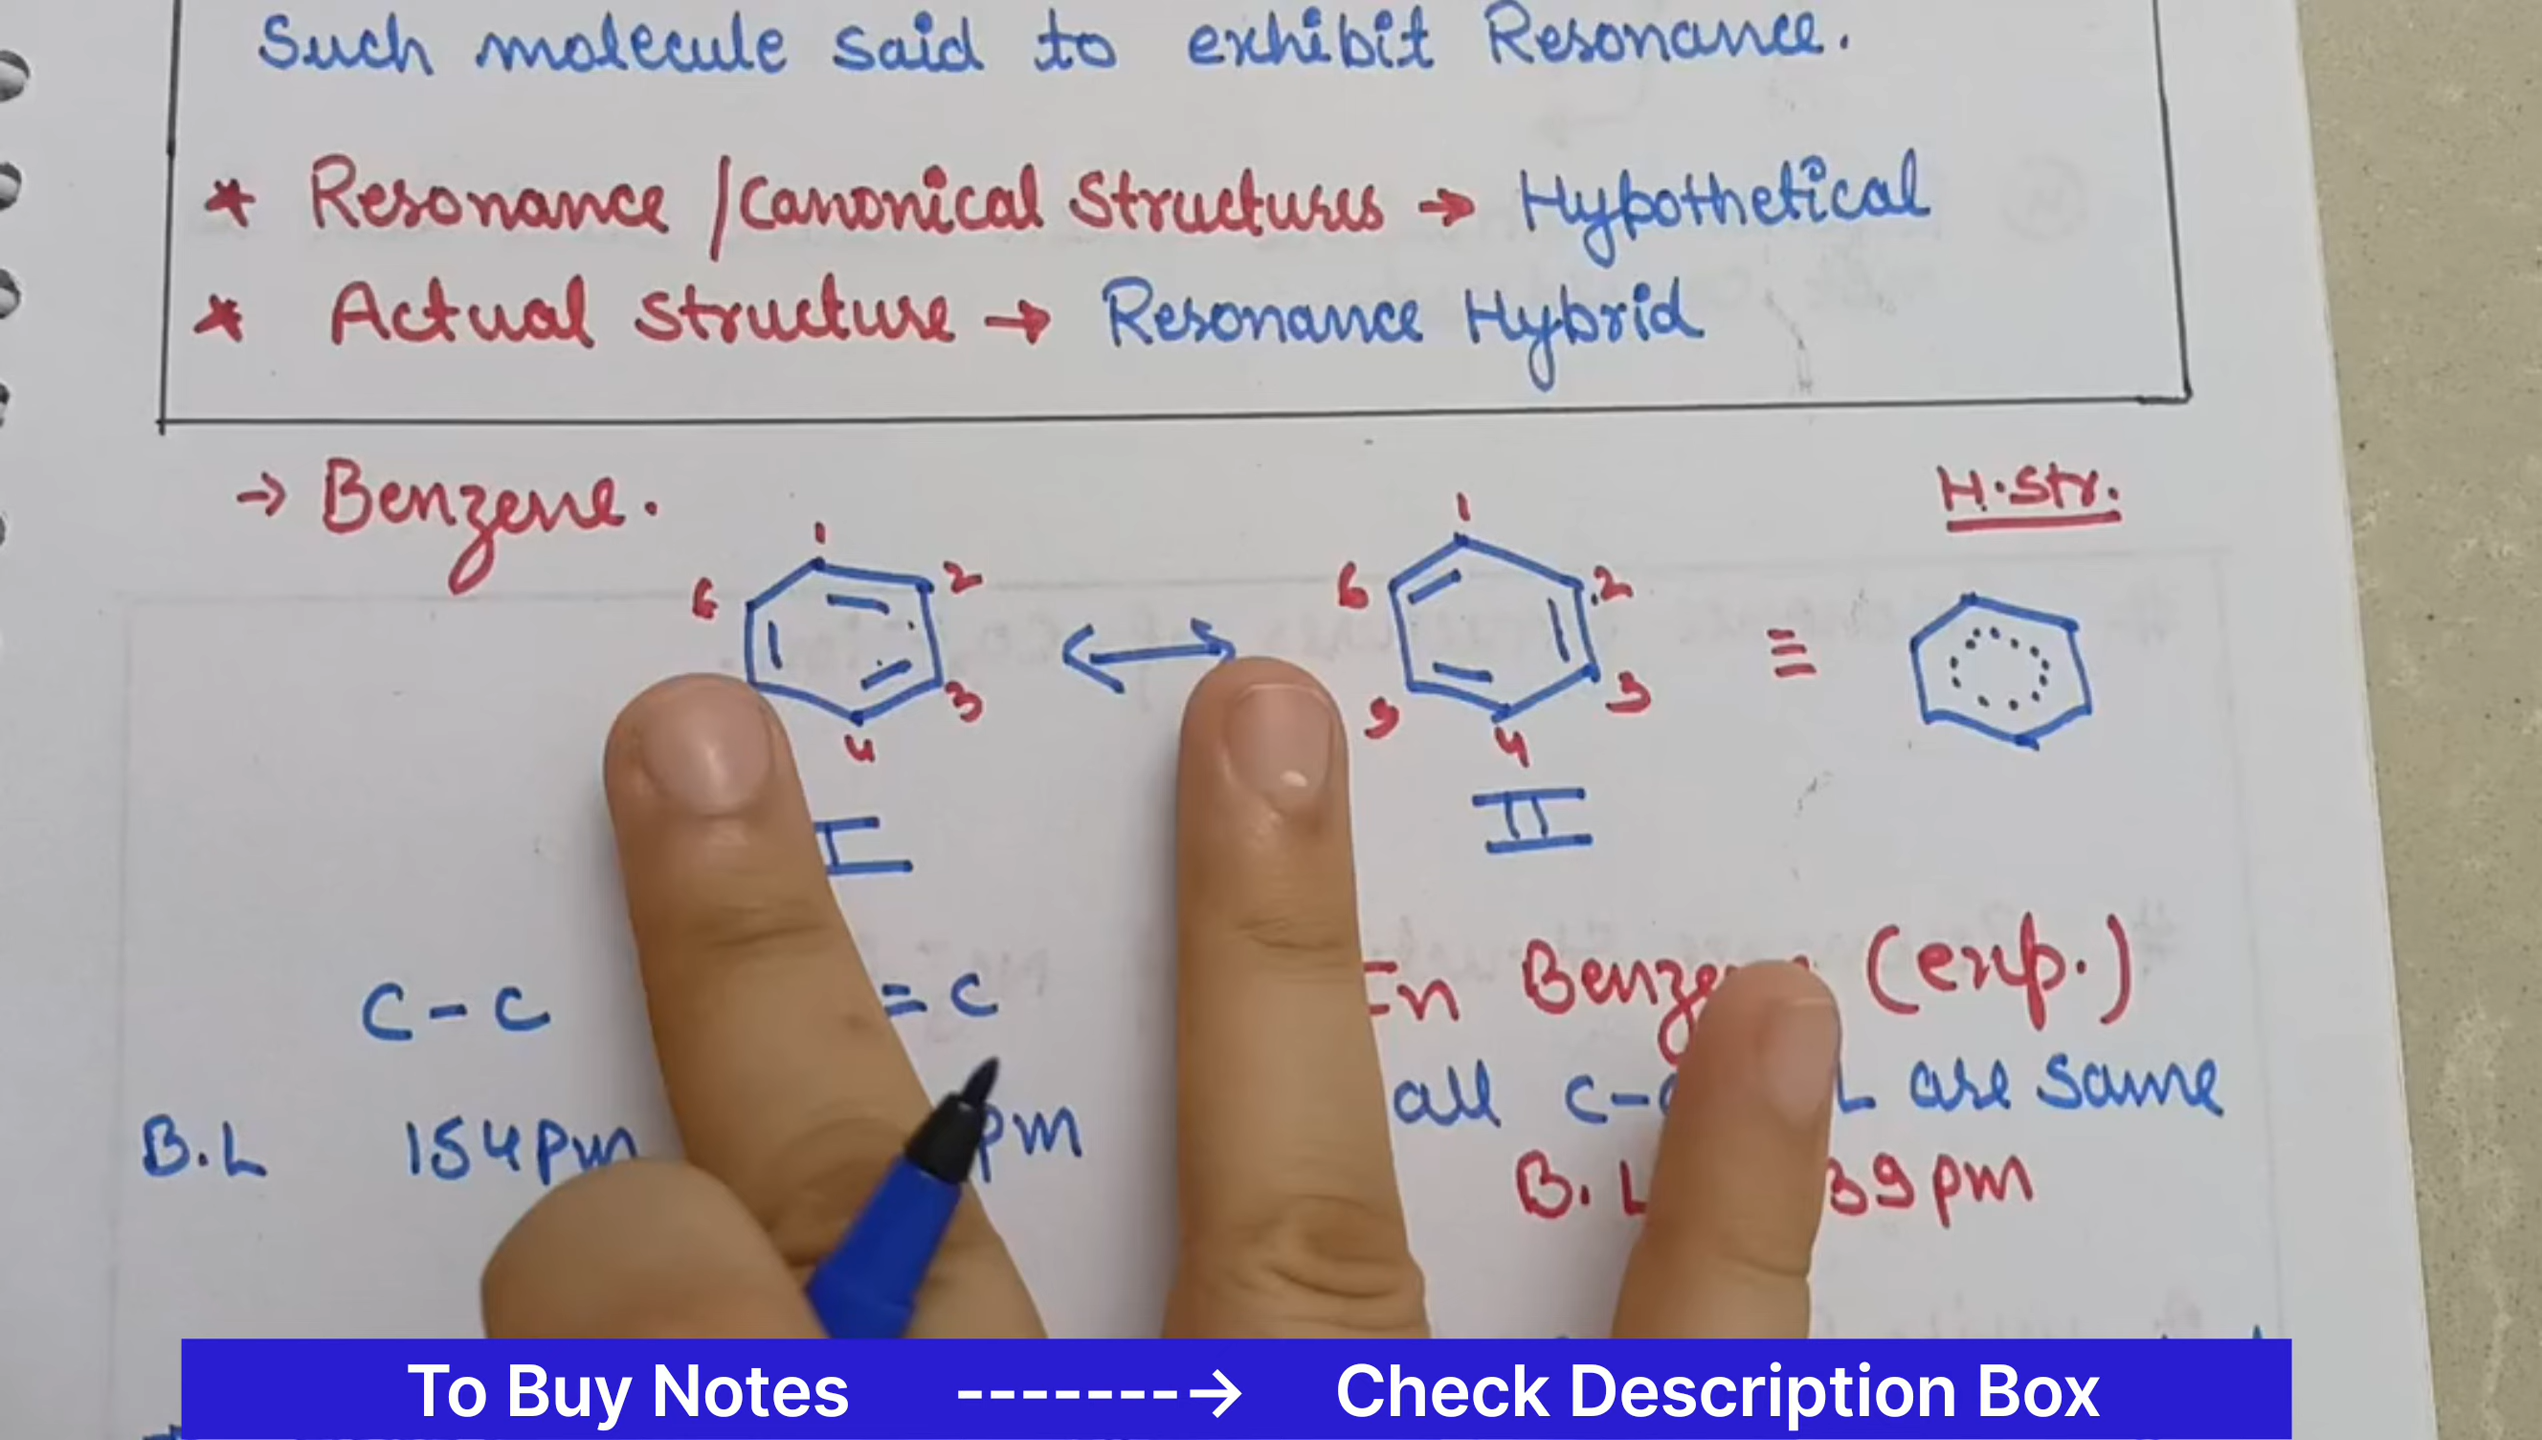 Such molecule said to exhibit Resonance.
* Resonance / Canonical Structures → Hypothetical
* Actual structure → Resonance Hybrid
→ Benzene.
H.Str.
1
6 2
3
4
I
↔
1
6 2
5 3
4
II
≡
C - C = C
In (exp.)
all are same
B.L 154pm pm
39pm
To Buy Notes -------→ Check Description Box